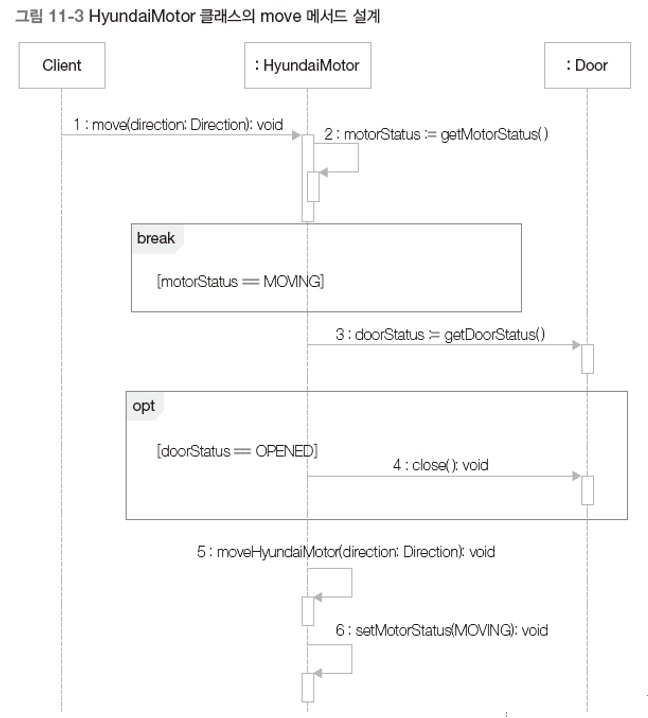 그림 11-3 HyundaiMotor 클래스의 move 메서드 설계
Client
: HyundaiMotor
: Door
1 : move(direction: Direction): void
2 : motorStatus := getMotorStatus( )
break
[motorStatus == MOVING]
3 : doorStatus := getDoorStatus( )
opt
[doorStatus == OPENED]
4 : close( ): void
5 : moveHyundaiMotor(direction: Direction): void
6 : setMotorStatus(MOVING): void